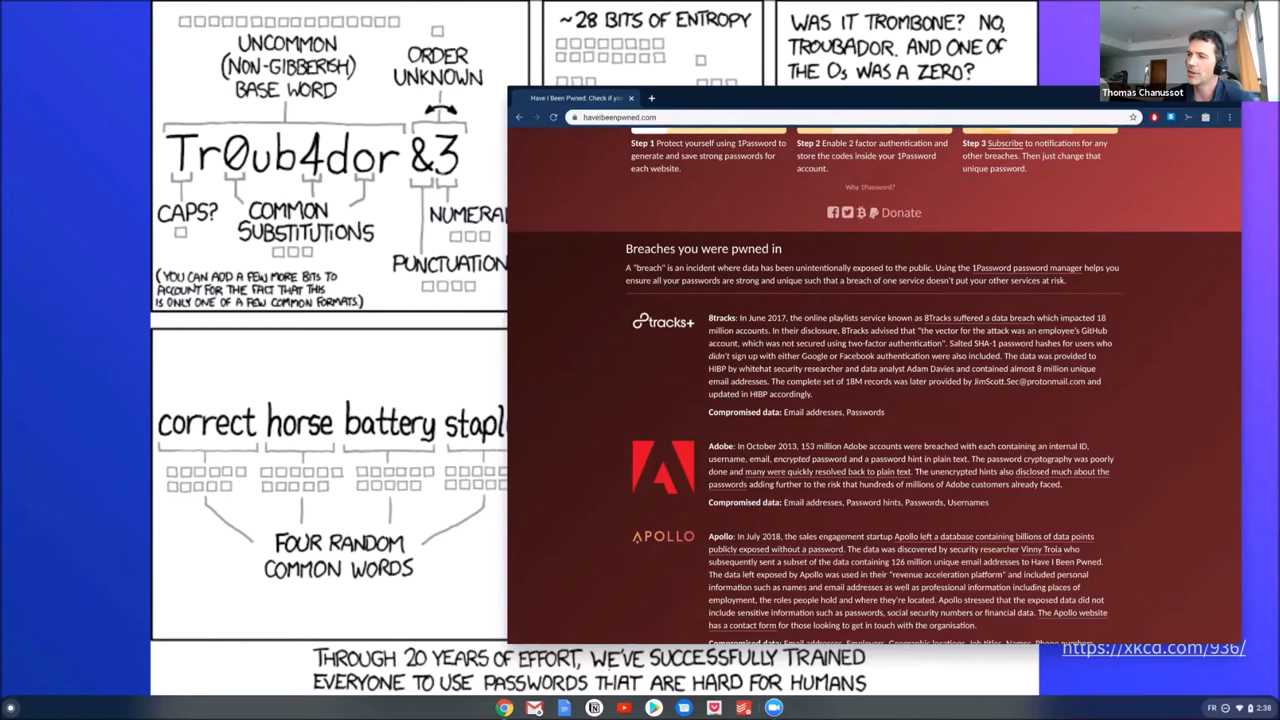 UNCOMMON
(NON-GIBBERISH)
BASE WORD
ORDER
UNKNOWN
Tr0ub4dor &3
CAPS?
COMMON
SUBSTITUTIONS
NUMERAL
PUNCTUATION
(YOU CAN ADD A FEW MORE BITS TO
ACCOUNT FOR THE FACT THAT THIS
IS ONLY ONE OF A FEW COMMON FORMATS.)
~28 BITS OF ENTROPY
WAS IT TROMBONE? NO,
TROUBADOR. AND ONE OF
THE Os WAS A ZERO?
Thomas Chanussot
Have I Been Pwned: Check if yo
haveibeenpwned.com
Step 1 Protect yourself using 1Password to
generate and save strong passwords for
each website.
Step 2 Enable 2 factor authentication and
store the codes inside your 1Password
account.
Step 3 Subscribe to notifications for any
other breaches. Then just change that
unique password.
Why 1Password?
Donate
Breaches you were pwned in
A "breach" is an incident where data has been unintentionally exposed to the public. Using the 1Password password manager helps you
ensure all your passwords are strong and unique such that a breach of one service doesn't put your other services at risk.
8tracks+
8tracks: In June 2017, the online playlists service known as 8Tracks suffered a data breach which impacted 18
million accounts. In their disclosure, 8Tracks advised that "the vector for the attack was an employee's GitHub
account, which was not secured using two-factor authentication". Salted SHA-1 password hashes for users who
didn't sign up with either Google or Facebook authentication were also included. The data was provided to
HIBP by whitehat security researcher and data analyst Adam Davies and contained almost 8 million unique
email addresses. The complete set of 18M records was later provided by JimScott.Sec@protonmail.com and
updated in HIBP accordingly.
Compromised data: Email addresses, Passwords
Adobe: In October 2013, 153 million Adobe accounts were breached with each containing an internal ID,
username, email, encrypted password and a password hint in plain text. The password cryptography was poorly
done and many were quickly resolved back to plain text. The unencrypted hints also disclosed much about the
passwords adding further to the risk that hundreds of millions of Adobe customers already faced.
Compromised data: Email addresses, Password hints, Passwords, Usernames
APOLLO
Apollo: In July 2018, the sales engagement startup Apollo left a database containing billions of data points
publicly exposed without a password. The data was discovered by security researcher Vinny Troia who
subsequently sent a subset of the data containing 126 million unique email addresses to Have I Been Pwned.
The data left exposed by Apollo was used in their "revenue acceleration platform" and included personal
information such as names and email addresses as well as professional information including places of
employment, the roles people hold and where they're located. Apollo stressed that the exposed data did not
include sensitive information such as passwords, social security numbers or financial data. The Apollo website
has a contact form for those looking to get in touch with the organisation.
Compromised data: Email addresses, Employers, Geographic locations, Job titles, Names, Phone numbers,
correct horse battery stapl
FOUR RANDOM
COMMON WORDS
https://xkcd.com/936/
THROUGH 20 YEARS OF EFFORT, WE'VE SUCCESSFULLY TRAINED
EVERYONE TO USE PASSWORDS THAT ARE HARD FOR HUMANS
FR
2:38